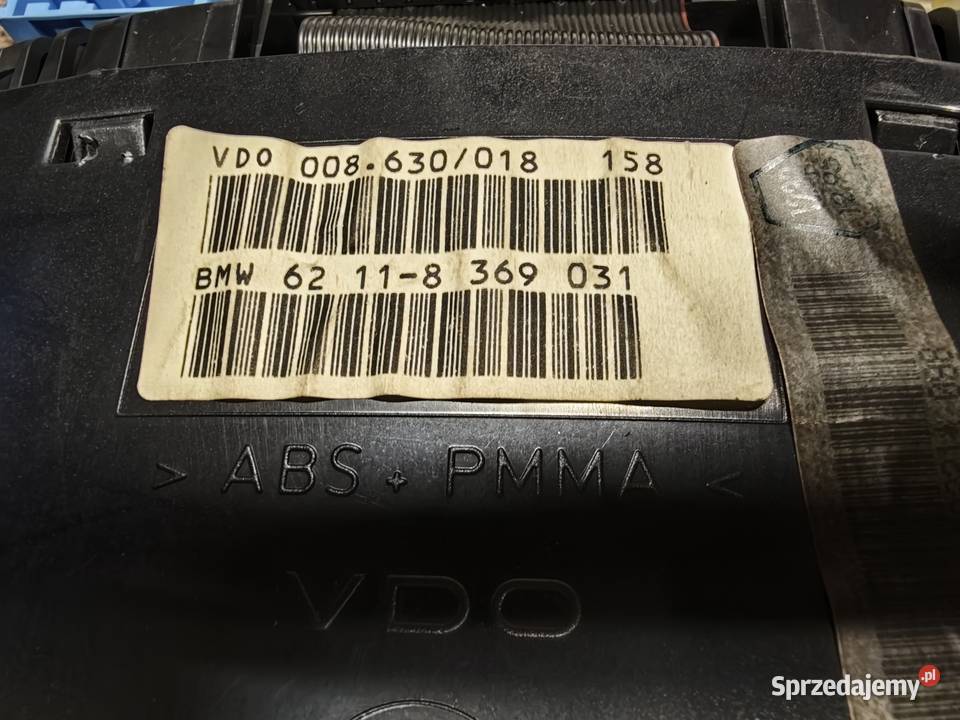 VDO 008.630/018 158
BMW 62 11-8 369 031
> ABS + PMMA <
VDO
Sprzedajemy.pl